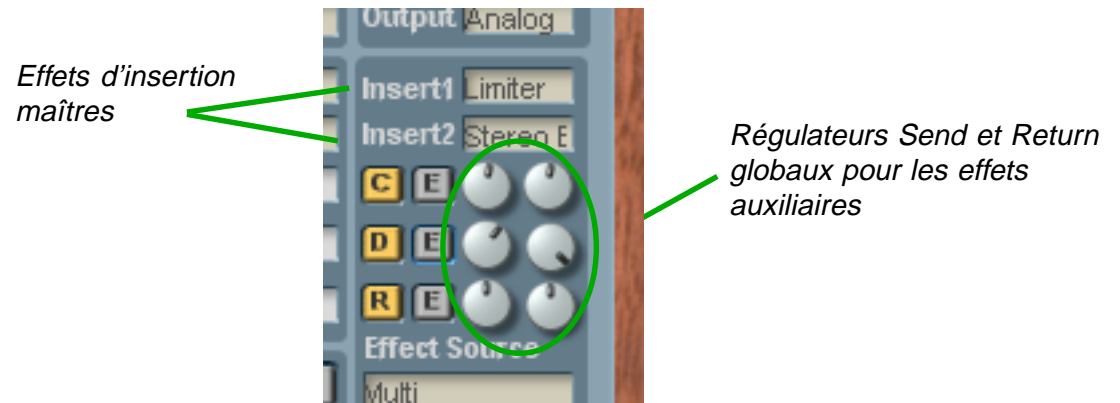 Output Analog
Effets d'insertion
maîtres
Insert1 Limiter
Insert2 Stereo E
Régulateurs Send et Return
globaux pour les effets
auxiliaires
C E
D E
R E
Effect Source
Multi